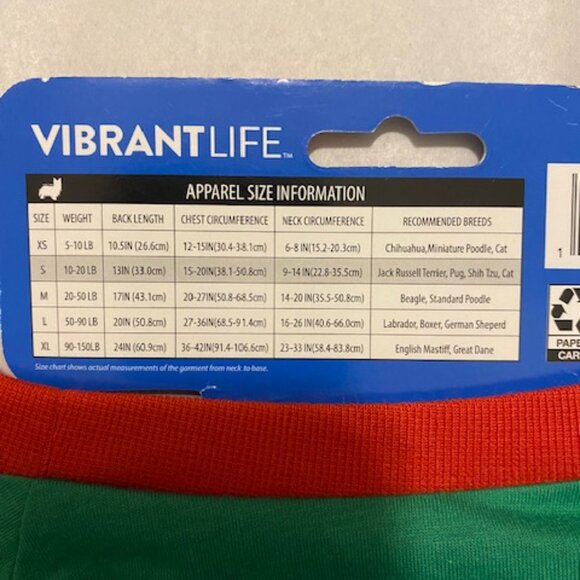 VIBRANTLIFE™
APPAREL SIZE INFORMATION
SIZE WEIGHT BACK LENGTH CHEST CIRCUMFERENCE NECK CIRCUMFERENCE RECOMMENDED BREEDS
XS 5-10 LB 10.5IN (26.6cm) 12-15IN(30.4-38.1cm) 6-8 IN(15.2-20.3cm) Chihuahua,Miniature Poodle, Cat
S 10-20 LB 13IN (33.0cm) 15-20IN(38.1-50.8cm) 9-14 IN(22.8-35.5cm) Jack Russell Terrier, Pug, Shih Tzu, Cat
M 20-50 LB 17IN (43.1cm) 20-27IN(50.8-68.5cm) 14-20 IN(35.5-50.8cm) Beagle, Standard Poodle
L 50-90 LB 20IN (50.8cm) 27-36IN(68.5-91.4cm) 16-26 IN(40.6-66.0cm) Labrador, Boxer, German Sheperd
XL 90-150LB 24IN (60.9cm) 36-42IN(91.4-106.6cm) 23-33 IN(58.4-83.8cm) English Mastiff, Great Dane
Size chart shows actual measurements of the garment from neck to base.
1
PAPE
CAR